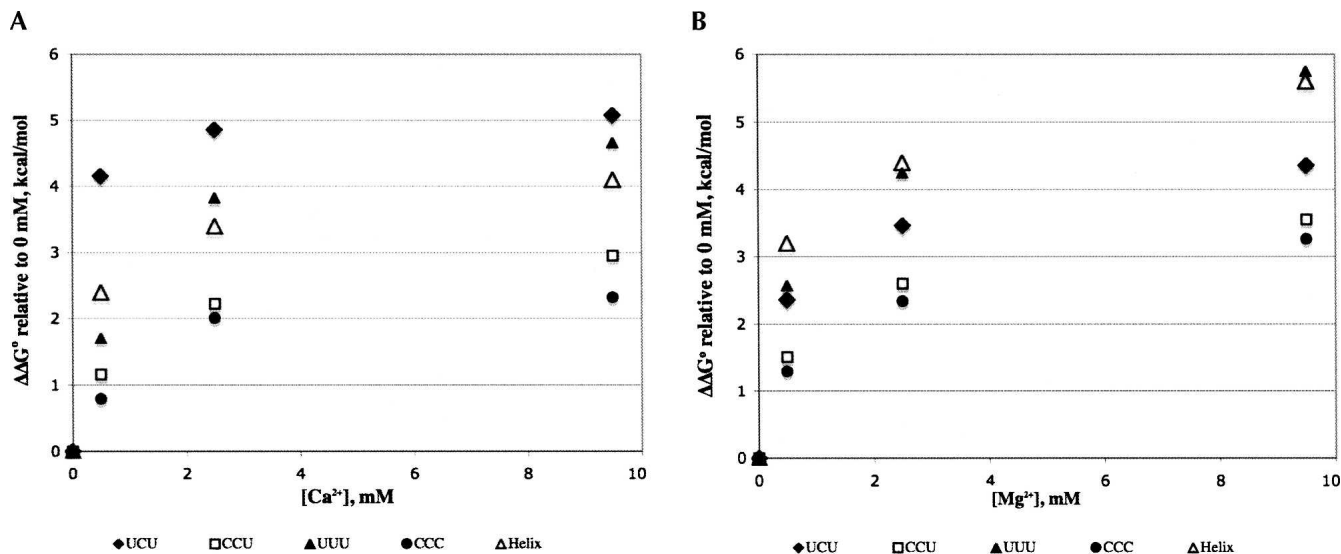 A
ΔΔG° relative to 0 mM, kcal/mol
6
5
4
3
2
1
0
0 2 4 6 8 10
[Ca²⁺], mM
◆UCU □CCU ▲UUU ●CCC △Helix
B
ΔΔG° relative to 0 mM, kcal/mol
6
5
4
3
2
1
0
0 2 4 6 8 10
[Mg²⁺], mM
◆UCU □CCU ▲UUU ●CCC △Helix